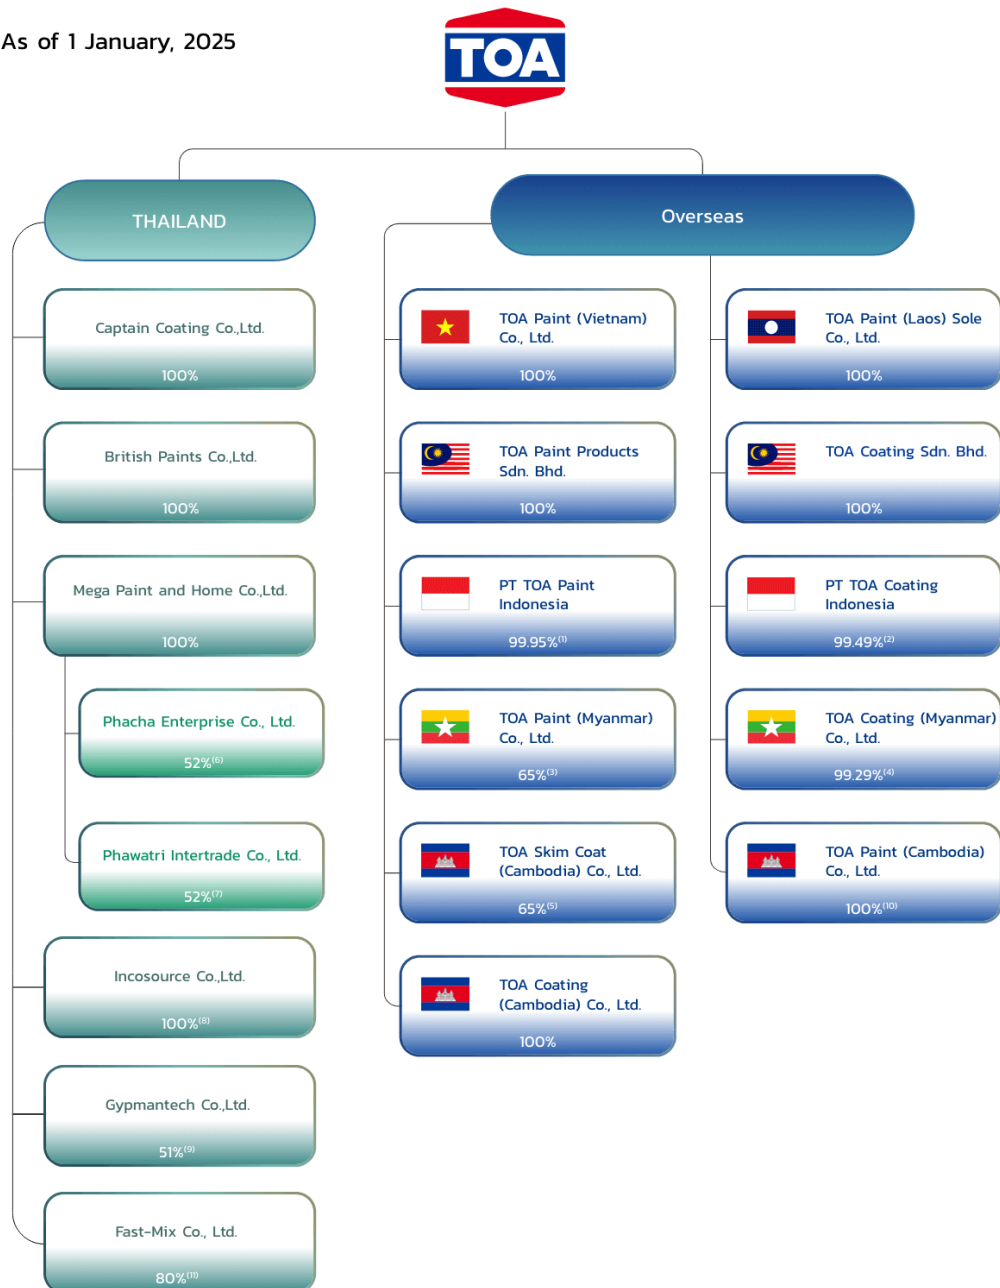 As of 1 January, 2025
TOA
THAILAND
Captain Coating Co.,Ltd.
100%
British Paints Co.,Ltd.
100%
Mega Paint and Home Co.,Ltd.
100%
Phacha Enterprise Co., Ltd.
52%(6)
Phawatri Intertrade Co., Ltd.
52%(7)
Incosource Co.,Ltd.
100%(8)
Gypmantech Co.,Ltd.
51%(9)
Fast-Mix Co., Ltd.
80%(11)
Overseas
TOA Paint (Vietnam)
Co., Ltd.
100%
TOA Paint Products
Sdn. Bhd.
100%
PT TOA Paint
Indonesia
99.95%(1)
TOA Paint (Myanmar)
Co., Ltd.
65%(3)
TOA Skim Coat
(Cambodia) Co., Ltd.
65%(5)
TOA Coating
(Cambodia) Co., Ltd.
100%
TOA Paint (Laos) Sole
Co., Ltd.
100%
TOA Coating Sdn. Bhd.
100%
PT TOA Coating
Indonesia
99.49%(2)
TOA Coating (Myanmar)
Co., Ltd.
99.29%(4)
TOA Paint (Cambodia)
Co., Ltd.
100%(10)